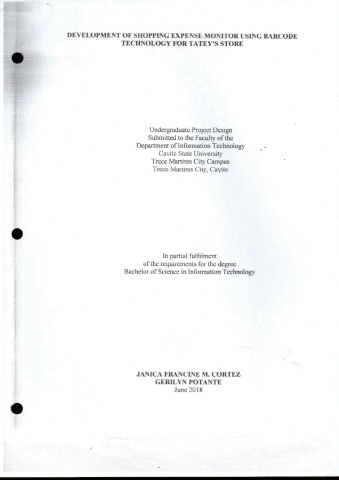 DEVELOPMENT OF SHOPPING EXPENSE MONITOR USING BARCODE
TECHNOLOGY FOR TATEY'S STORE
Undergraduate Project Design
Submitted to the Faculty of the
Department of Information Technology
Cavite State University
Trece Martires City Campus
Trece Martires City, Cavite
In partial fulfilment
of the requirements for the degree
Bachelor of Science in Information Technology
JANICA FRANCINE M. CORTEZ
GERILYN POTANTE
June 2018